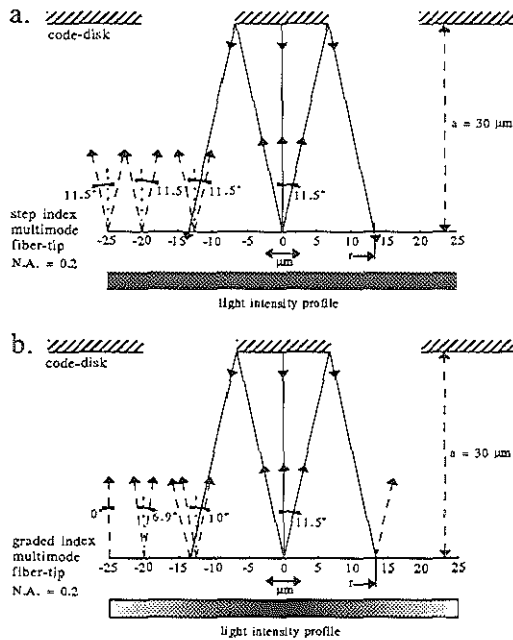 a.
code-disk
a = 30 μm
11.5°
11.5°
11.5°
11.5°
step index
multimode
fiber-tip
N.A. = 0.2
-25 -20 -15 -10 -5 0 5 10 15 20 25
μm
r
light intensity profile
b.
code-disk
a = 30 μm
0°
6.9°
10°
11.5°
graded index
multimode
fiber-tip
N.A. = 0.2
-25 -20 -15 -10 -5 0 5 10 15 20 25
μm
r
light intensity profile